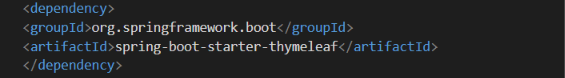 <dependency>
<groupId>org.springframework.boot</groupId>
<artifactId>spring-boot-starter-thymeleaf</artifactId>
</dependency>